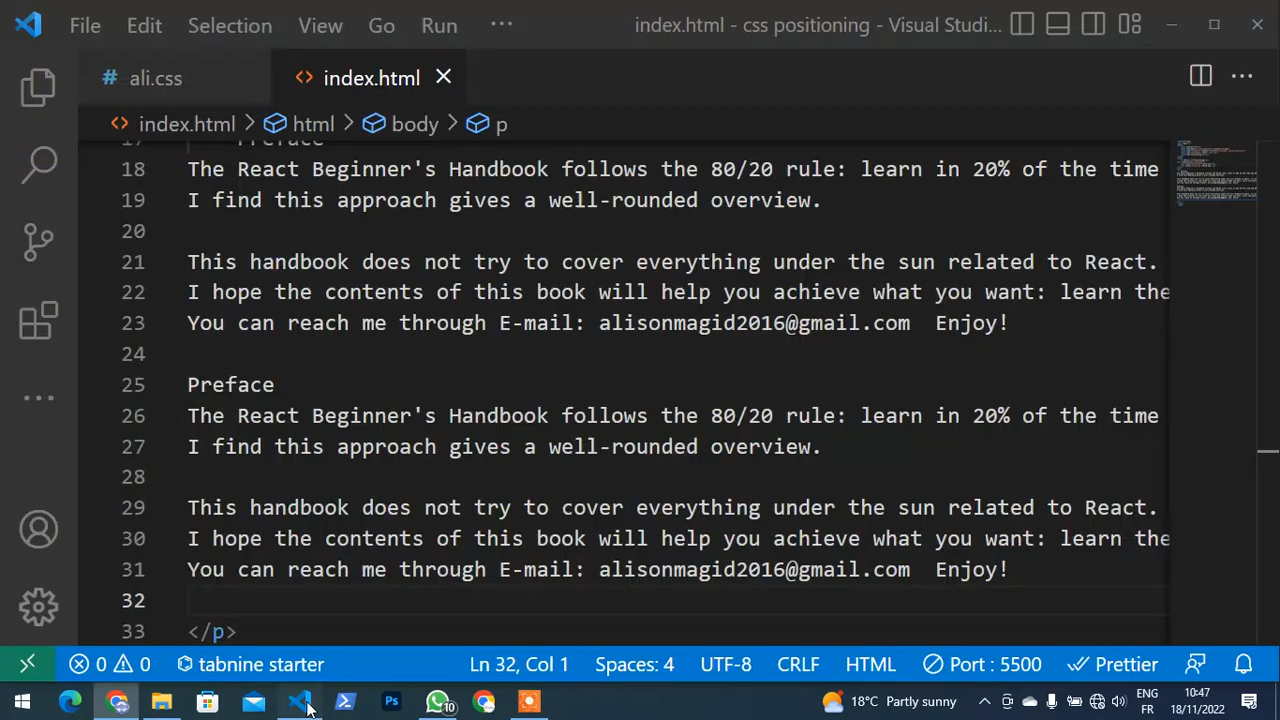 File Edit Selection View Go Run ··· index.html - css positioning - Visual Studi...
# ali.css <> index.html
<> index.html > html > body > p
17 Preface
18 The React Beginner's Handbook follows the 80/20 rule: learn in 20% of the time
19 I find this approach gives a well-rounded overview.
20
21 This handbook does not try to cover everything under the sun related to React.
22 I hope the contents of this book will help you achieve what you want: learn the
23 You can reach me through E-mail: alisonmagid2016@gmail.com Enjoy!
24
25 Preface
26 The React Beginner's Handbook follows the 80/20 rule: learn in 20% of the time
27 I find this approach gives a well-rounded overview.
28
29 This handbook does not try to cover everything under the sun related to React.
30 I hope the contents of this book will help you achieve what you want: learn the
31 You can reach me through E-mail: alisonmagid2016@gmail.com Enjoy!
32
33 </p>
0 0 tabnine starter Ln 32, Col 1 Spaces: 4 UTF-8 CRLF HTML Port : 5500 Prettier
Ps 10 18°C Partly sunny ENG 10:47
FR 18/11/2022